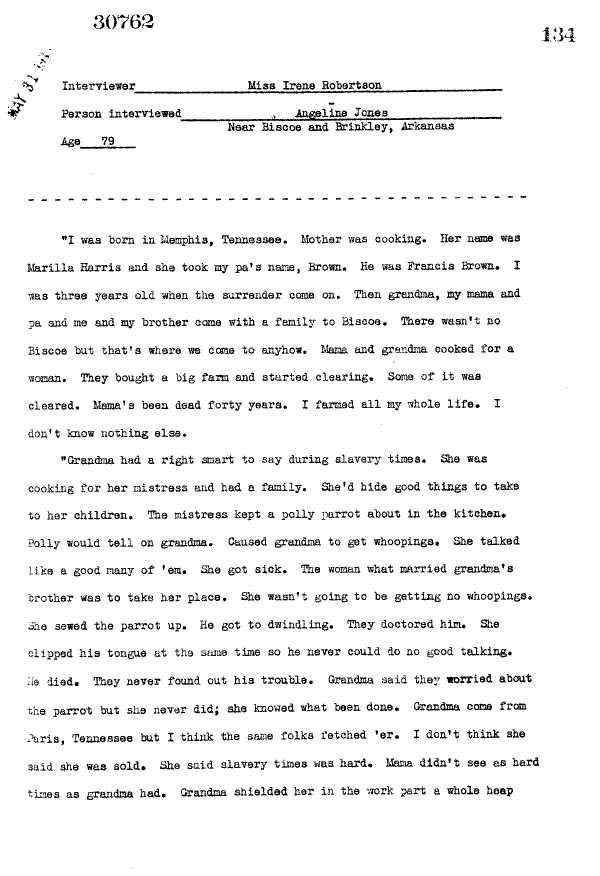 30762
134
MAY 31
Interviewer Miss Irene Robertson
Person interviewed Angeline Jones
Near Biscoe and Brinkley, Arkansas
Age 79
"I was born in Memphis, Tennessee. Mother was cooking. Her name was
Marilla Harris and she took my pa's name, Brown. He was Francis Brown. I
was three years old when the surrender come on. Then grandma, my mama and
pa and me and my brother come with a family to Biscoe. There wasn't no
Biscoe but that's where we come to anyhow. Mama and grandma cooked for a
woman. They bought a big farm and started clearing. Some of it was
cleared. Mama's been dead forty years. I farmed all my whole life. I
don't know nothing else.
"Grandma had a right smart to say during slavery times. She was
cooking for her mistress and had a family. She'd hide good things to take
to her children. The mistress kept a polly parrot about in the kitchen.
Polly would tell on grandma. Caused grandma to get whoopings. She talked
like a good many of 'em. She got sick. The woman what married grandma's
brother was to take her place. She wasn't going to be getting no whoopings.
She sewed the parrot up. He got to dwindling. They doctored him. She
clipped his tongue at the same time so he never could do no good talking.
He died. They never found out his trouble. Grandma said they worried about
the parrot but she never did; she knowed what been done. Grandma come from
Paris, Tennessee but I think the same folks fetched 'er. I don't think she
said she was sold. She said slavery times was hard. Mama didn't see as hard
times as grandma had. Grandma shielded her in the work part a whole heap